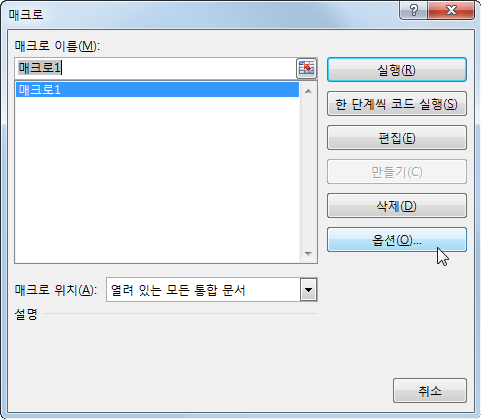 매크로
매크로 이름(M):
매크로1
매크로1
실행(R)
한 단계씩 코드 실행(S)
편집(E)
만들기(C)
삭제(D)
옵션(O)...
매크로 위치(A):
열려 있는 모든 통합 문서
설명
취소